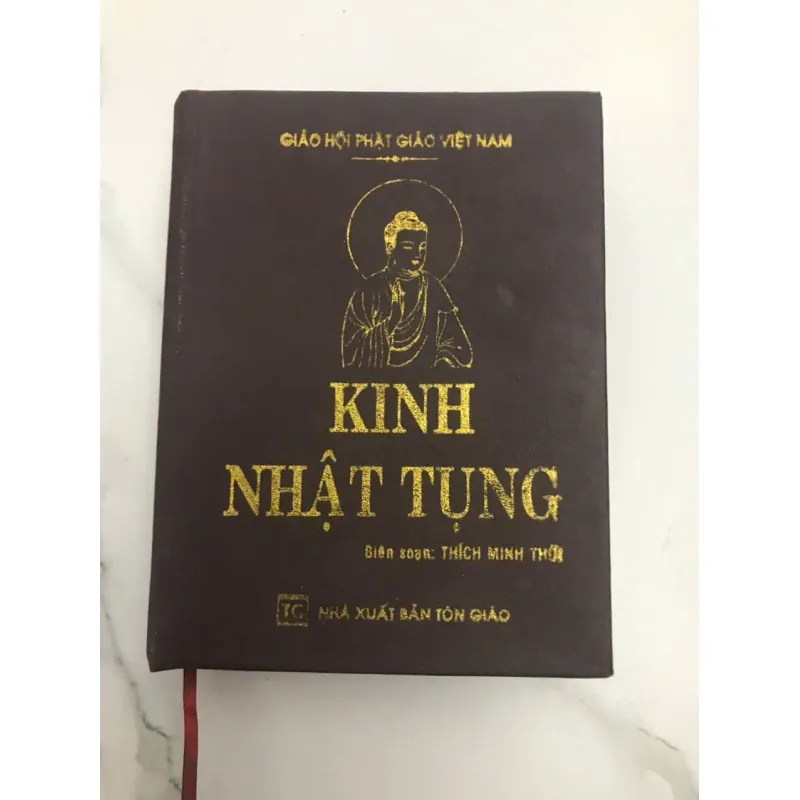 GIÁO HỘI PHẬT GIÁO VIỆT NAM
KINH
NHẬT TỤNG
Biên soạn: THÍCH MINH THỜI
TG NHÀ XUẤT BẢN TÔN GIÁO